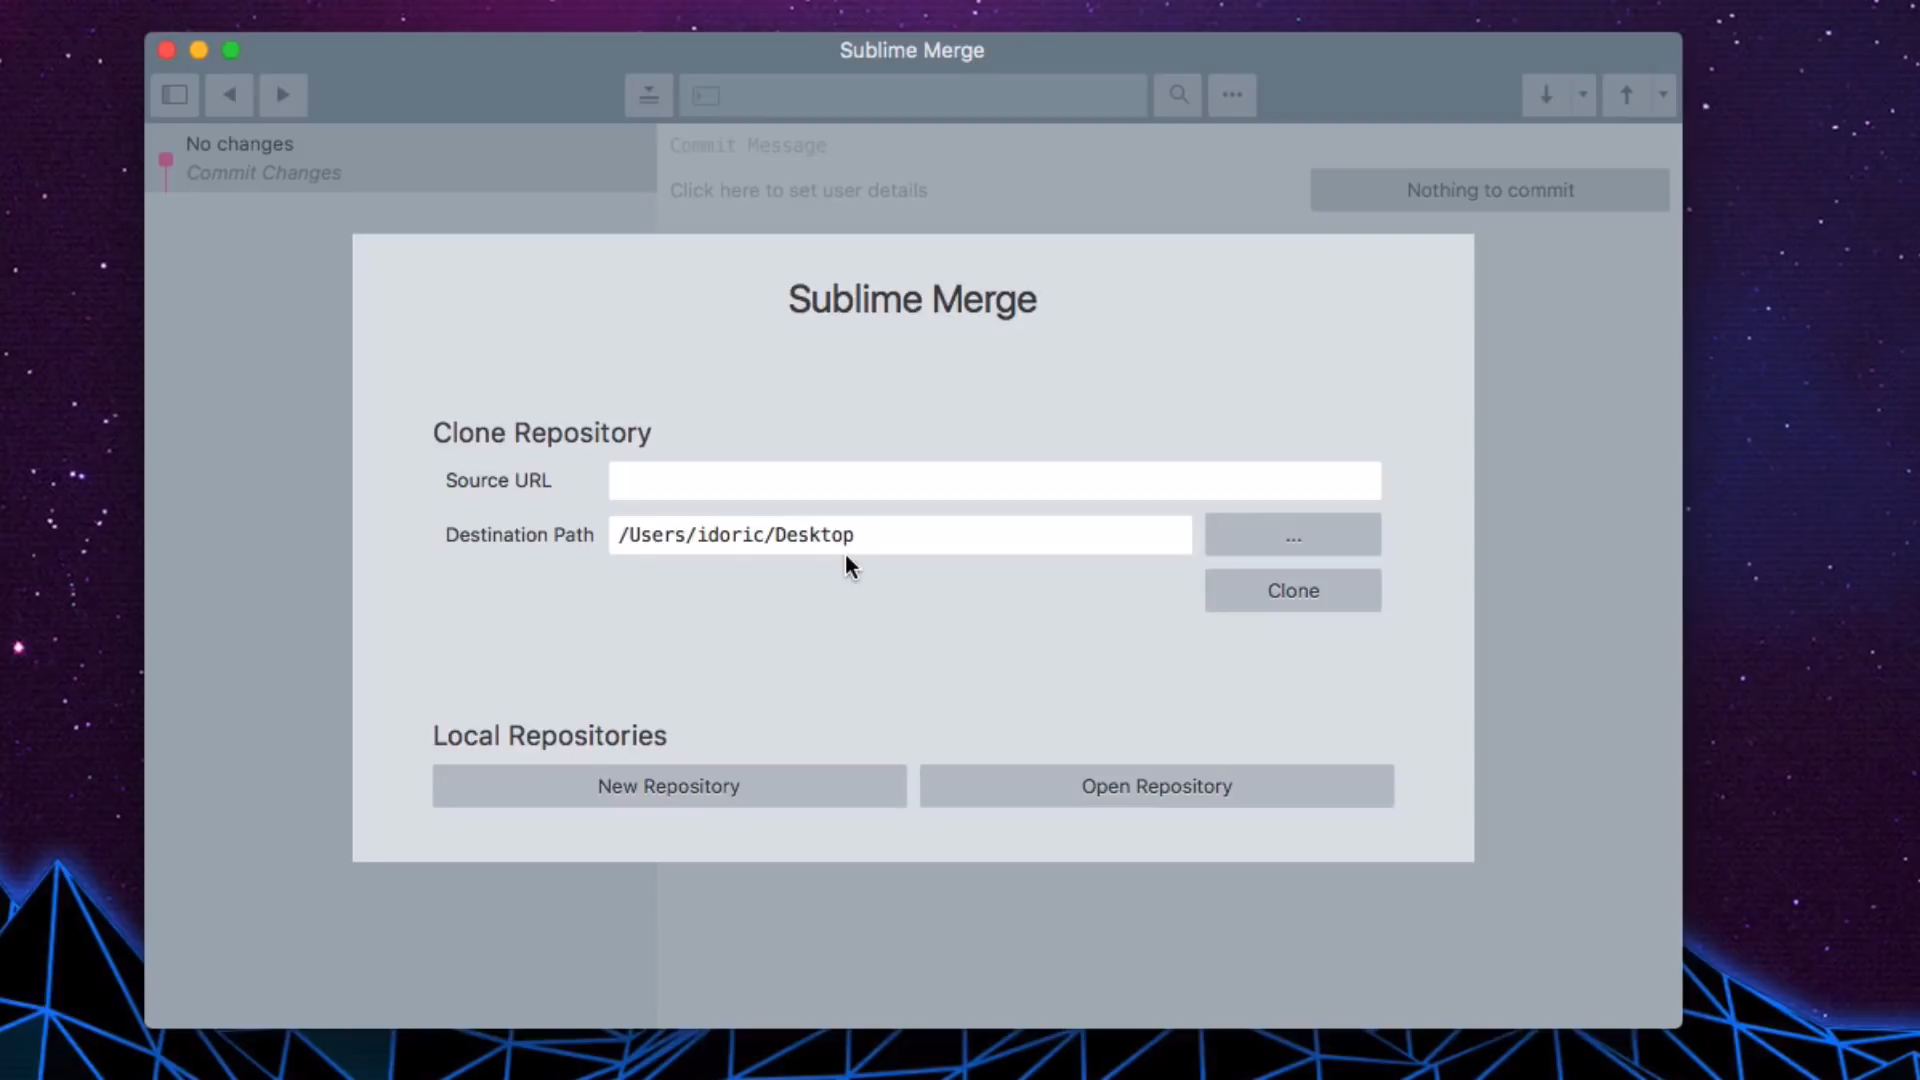 Sublime Merge
No changes
Commit Changes
Commit Message
Click here to set user details
Nothing to commit
Sublime Merge
Clone Repository
Source URL
Destination Path /Users/idoric/Desktop ...
Clone
Local Repositories
New Repository Open Repository